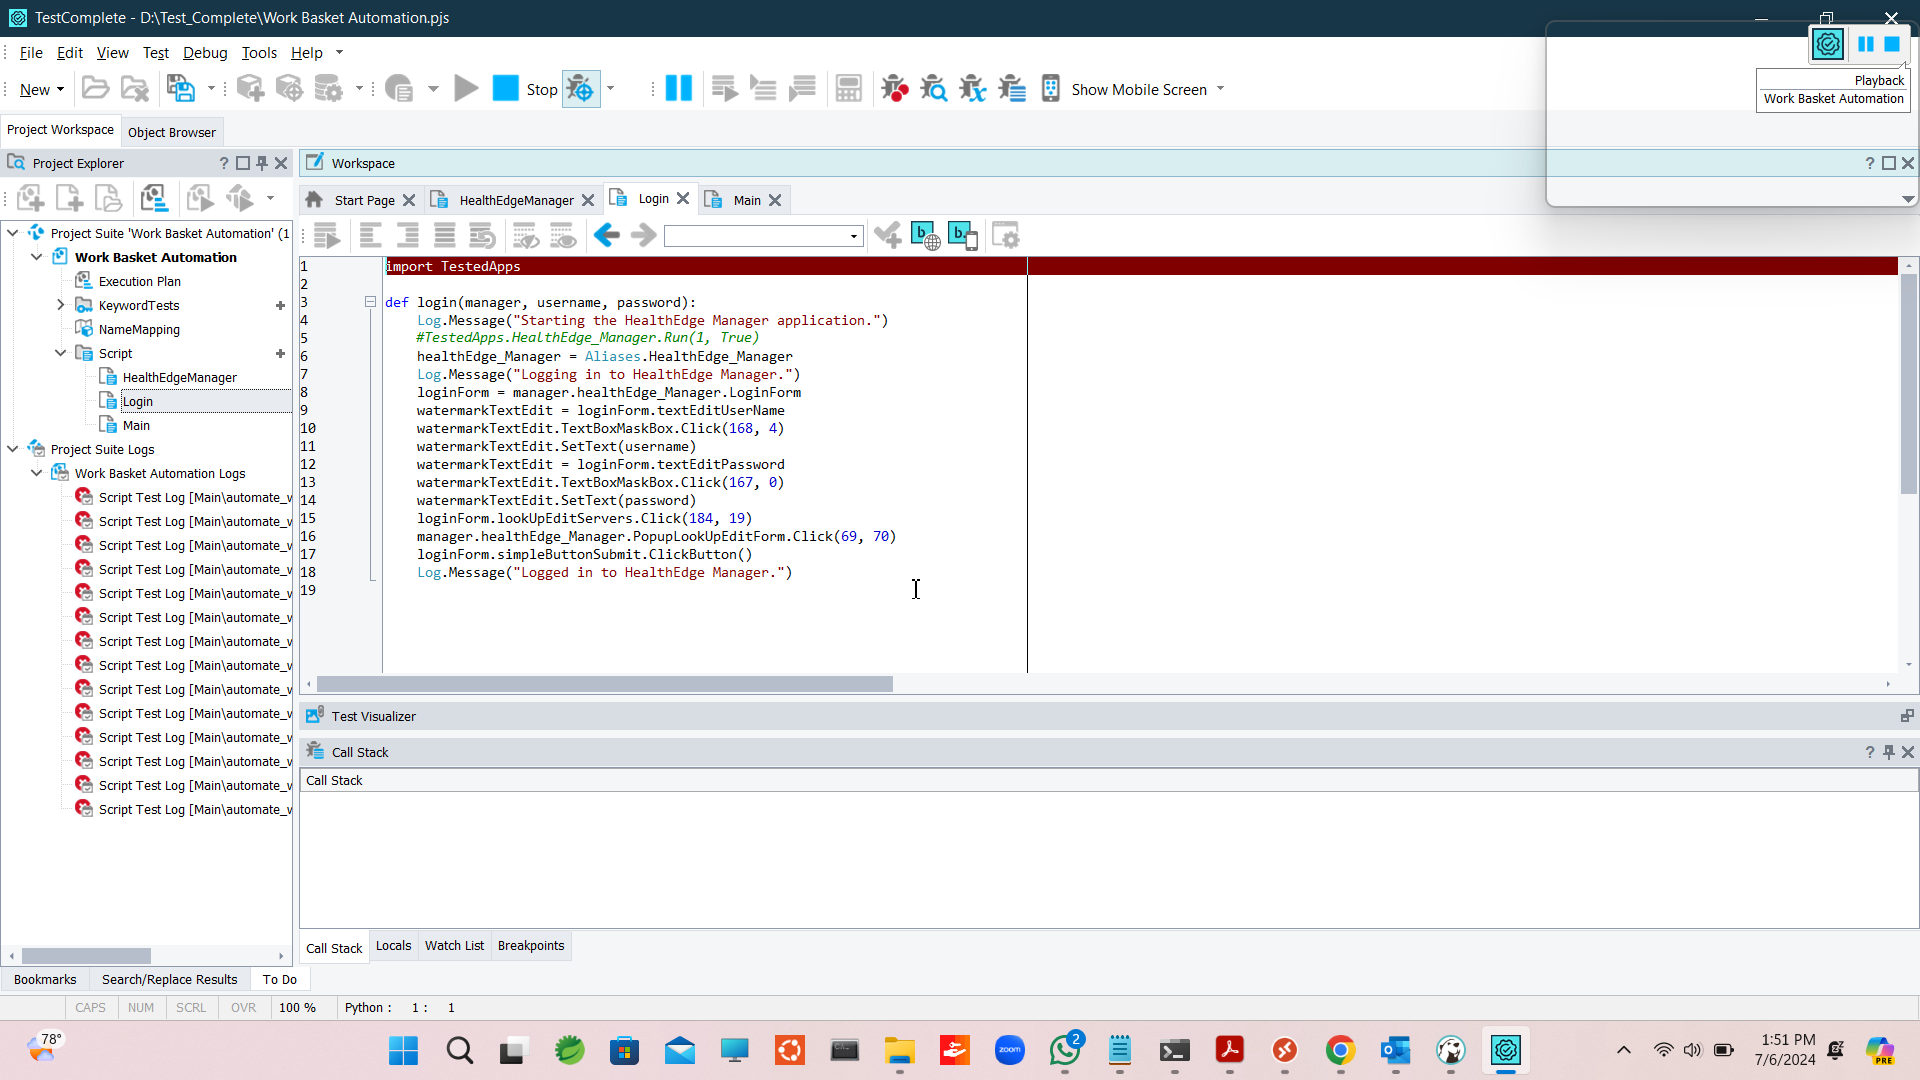 TestComplete - D:\Test_Complete\Work Basket Automation.pjs
File Edit View Test Debug Tools Help
New Stop Show Mobile Screen
Playback
Work Basket Automation
Project Workspace Object Browser
Project Explorer ?
Workspace ?
Start Page HealthEdgeManager Login Main
Project Suite 'Work Basket Automation' (1
Work Basket Automation
Execution Plan
KeywordTests +
NameMapping
Script +
HealthEdgeManager
Login
Main
Project Suite Logs
Work Basket Automation Logs
Script Test Log [Main\automate_v
Script Test Log [Main\automate_v
Script Test Log [Main\automate_v
Script Test Log [Main\automate_v
Script Test Log [Main\automate_v
Script Test Log [Main\automate_v
Script Test Log [Main\automate_v
Script Test Log [Main\automate_v
Script Test Log [Main\automate_v
Script Test Log [Main\automate_v
Script Test Log [Main\automate_v
Script Test Log [Main\automate_v
Script Test Log [Main\automate_v
Script Test Log [Main\automate_v
1 import TestedApps
2
3 def login(manager, username, password):
4 Log.Message("Starting the HealthEdge Manager application.")
5 #TestedApps.HealthEdge_Manager.Run(1, True)
6 healthEdge_Manager = Aliases.HealthEdge_Manager
7 Log.Message("Logging in to HealthEdge Manager.")
8 loginForm = manager.healthEdge_Manager.LoginForm
9 watermarkTextEdit = loginForm.textEditUserName
10 watermarkTextEdit.TextBoxMaskBox.Click(168, 4)
11 watermarkTextEdit.SetText(username)
12 watermarkTextEdit = loginForm.textEditPassword
13 watermarkTextEdit.TextBoxMaskBox.Click(167, 0)
14 watermarkTextEdit.SetText(password)
15 loginForm.lookUpEditServers.Click(184, 19)
16 manager.healthEdge_Manager.PopupLookUpEditForm.Click(69, 70)
17 loginForm.simpleButtonSubmit.ClickButton()
18 Log.Message("Logged in to HealthEdge Manager.")
19
Test Visualizer
Call Stack ?
Call Stack
Call Stack Locals Watch List Breakpoints
Bookmarks Search/Replace Results To Do
CAPS NUM SCRL OVR 100 % Python : 1 : 1
78°
zoom
2
1:51 PM
7/6/2024
PRE